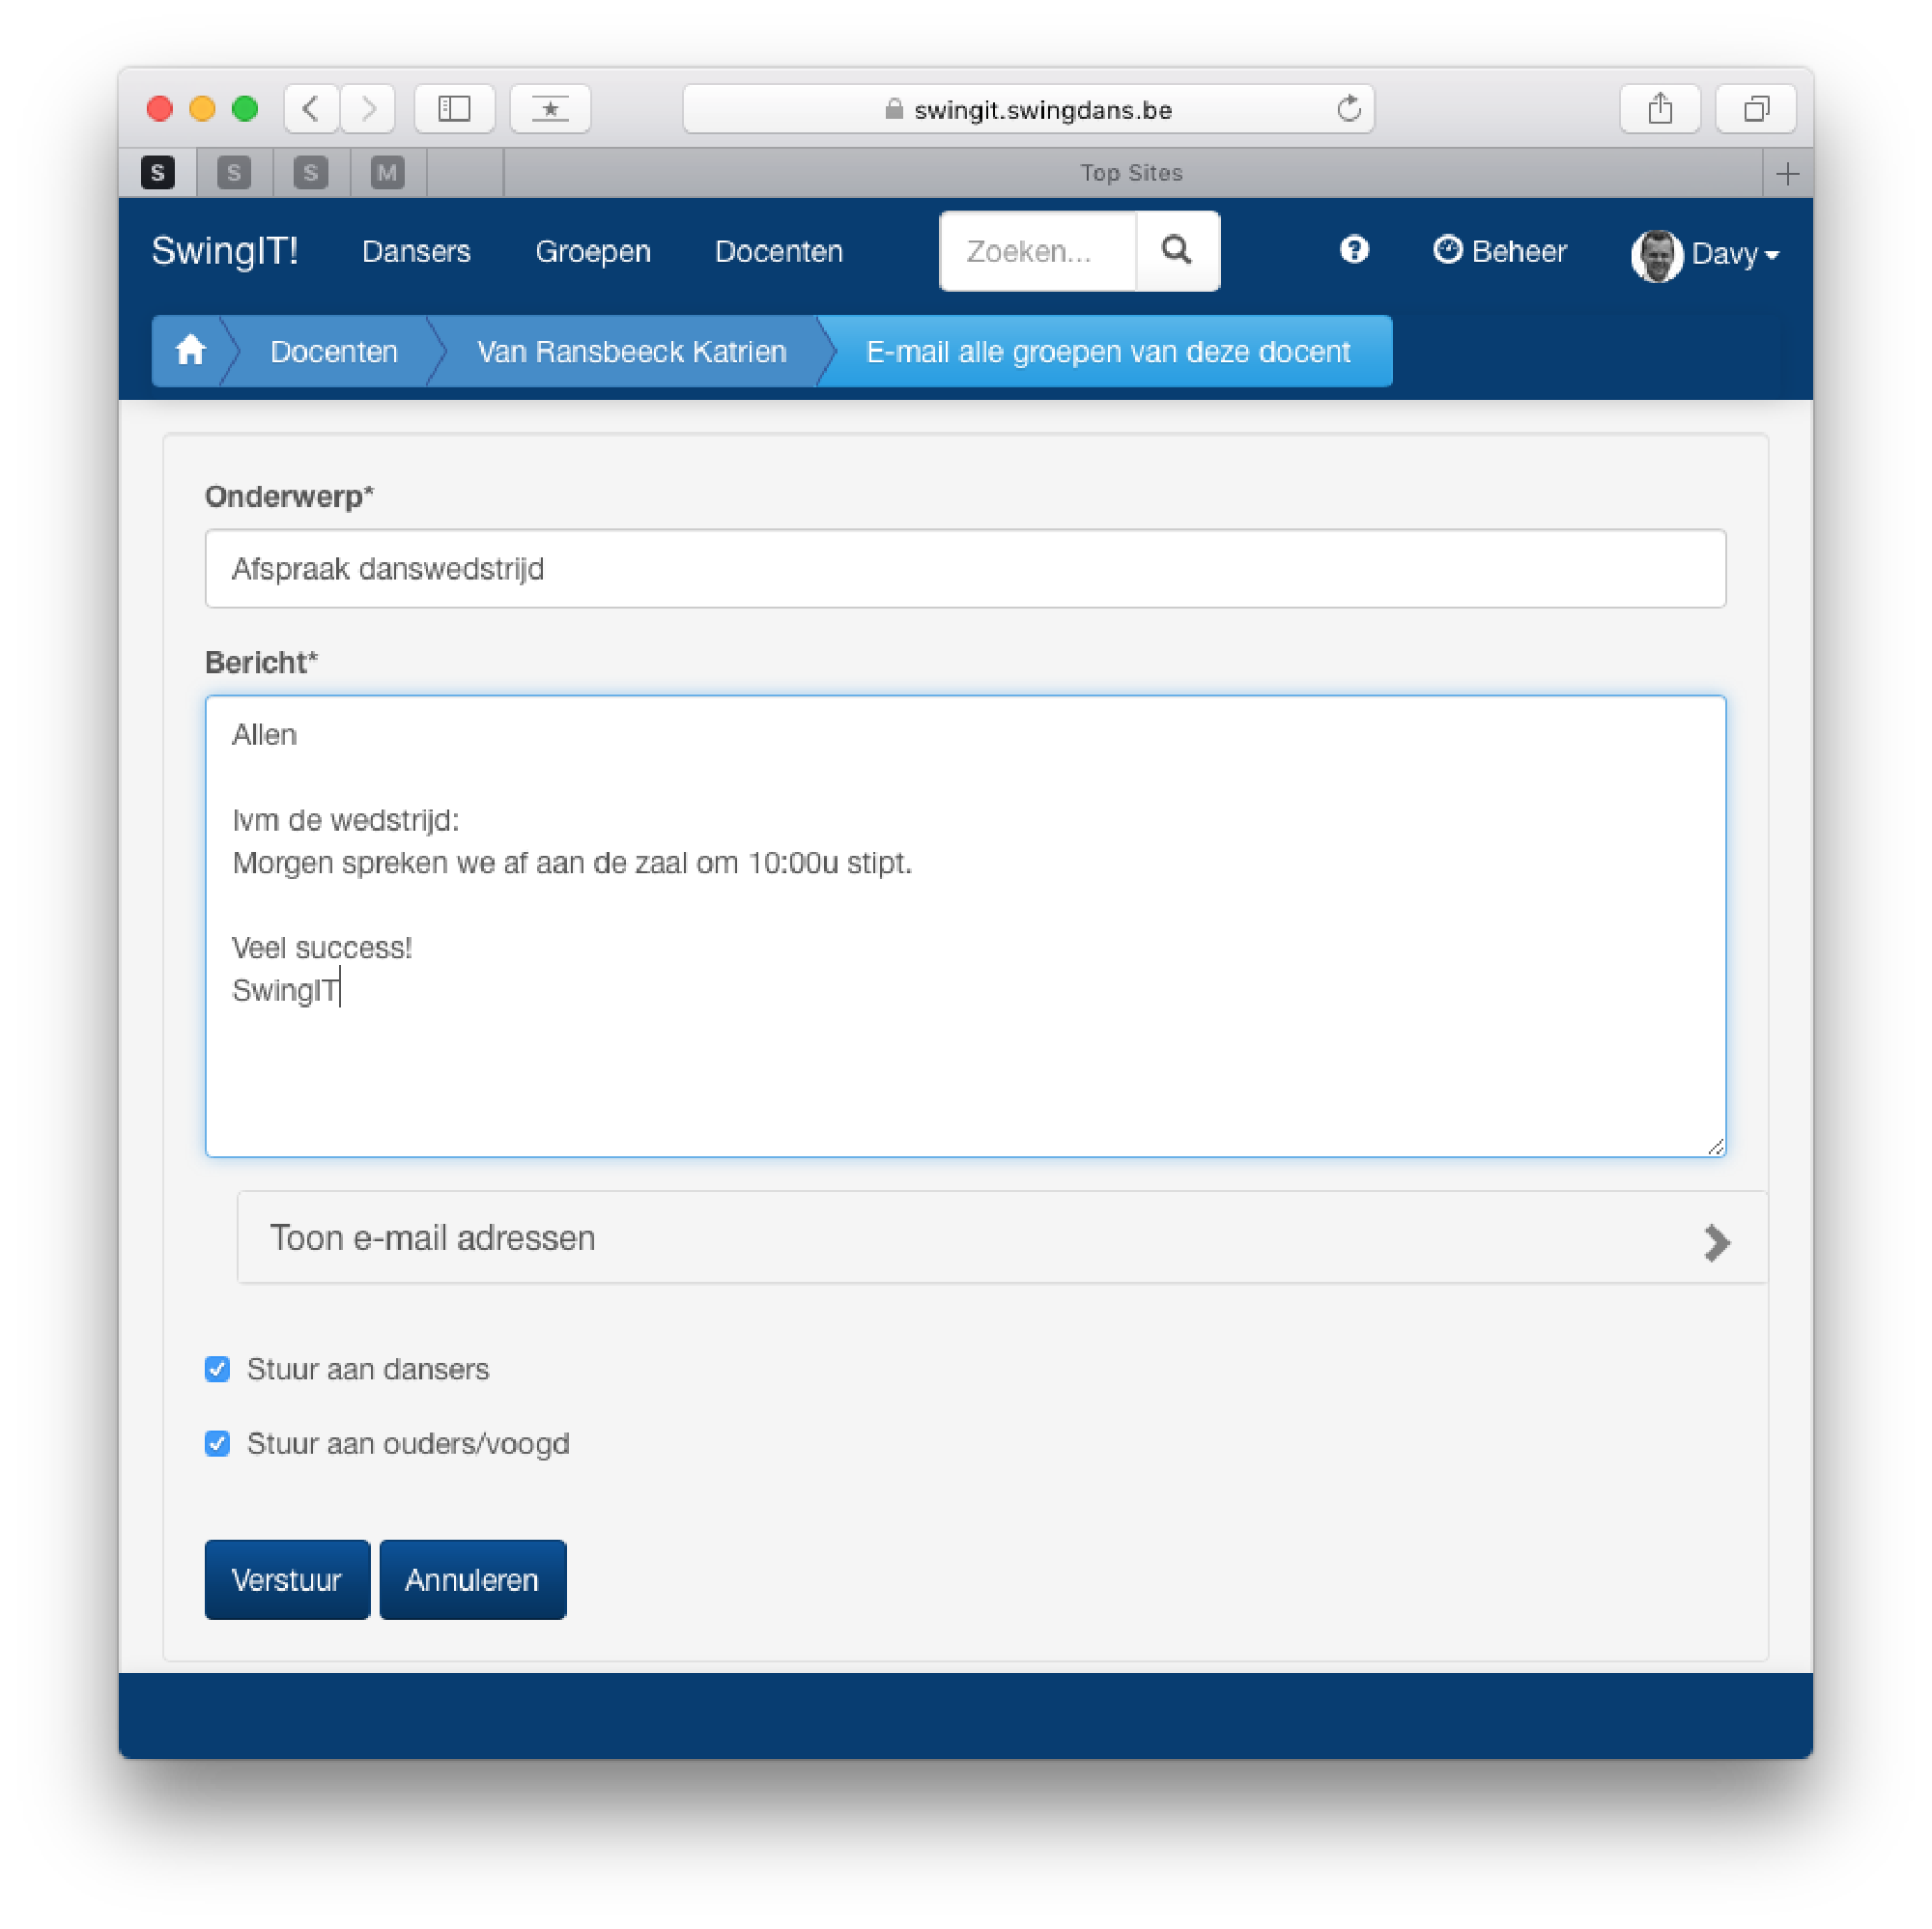 swingit.swingdans.be
S S S M Top Sites
SwingIT! Dansers Groepen Docenten Zoeken... ? Beheer Davy
Docenten Van Ransbeeck Katrien E-mail alle groepen van deze docent
Onderwerp*
Afspraak danswedstrijd
Bericht*
Allen
Ivm de wedstrijd:
Morgen spreken we af aan de zaal om 10:00u stipt.
Veel success!
SwingIT
Toon e-mail adressen
Stuur aan dansers
Stuur aan ouders/voogd
Verstuur Annuleren